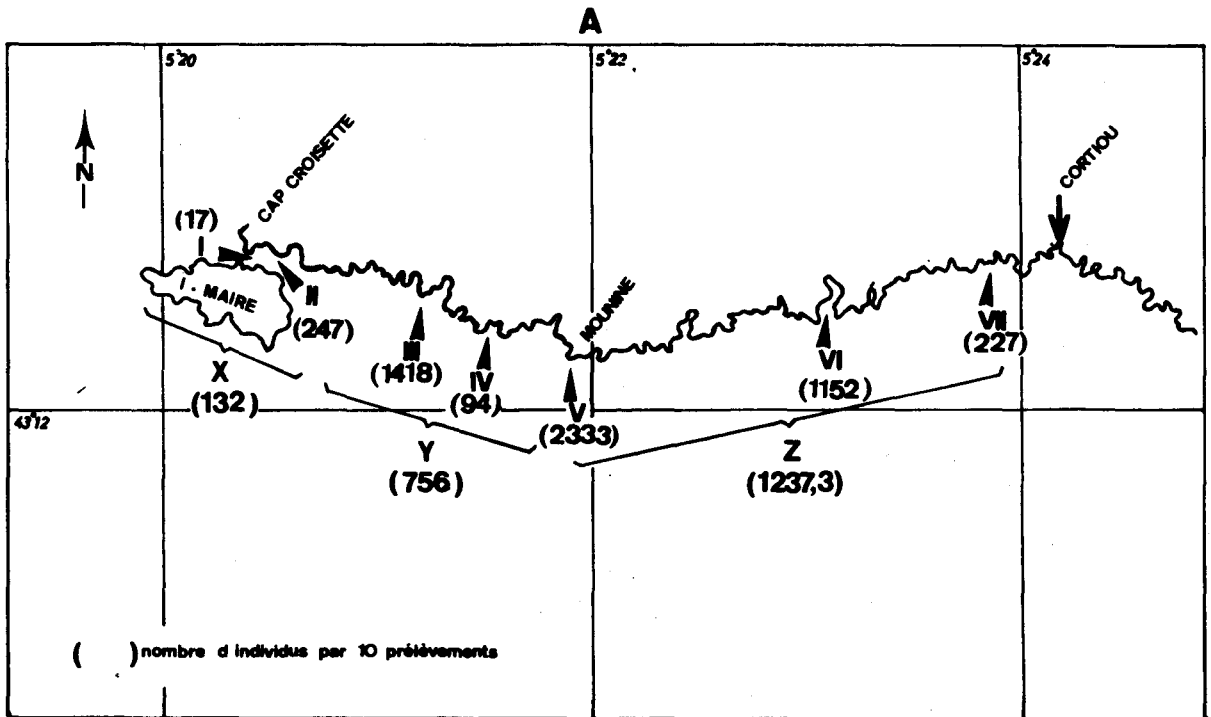 A
5°20
5°22
5°24
N
CAP CROISETTE
CORTIOU
(17)
I
I. MAIRE
II
(247)
MOUNINE
III
(1418)
IV
(94)
V
(2333)
VI
(1152)
VII
(227)
X
(132)
43°12
Y
(756)
Z
(1237,3)
( ) nombre d individus par 10 prélèvements